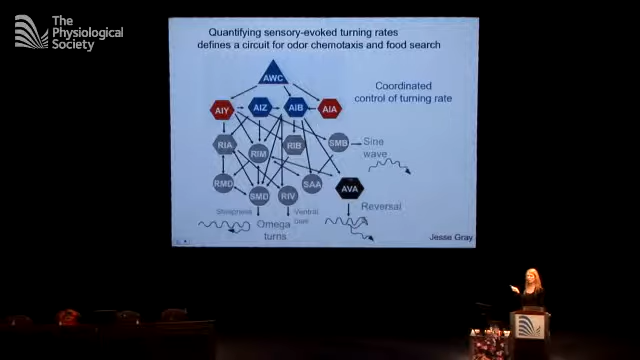 The
Physiological
Society
Quantifying sensory-evoked turning rates
defines a circuit for odor chemotaxis and food search
AWC
Coordinated
control of turning rate
AIY
AIZ
AIB
AIA
RIA
RIM
RIB
SMB
Sine
wave
RMD
SMD
RIV
SAA
AVA
Steepness
Ventral
Reversal
Omega
turns
Jesse Gray